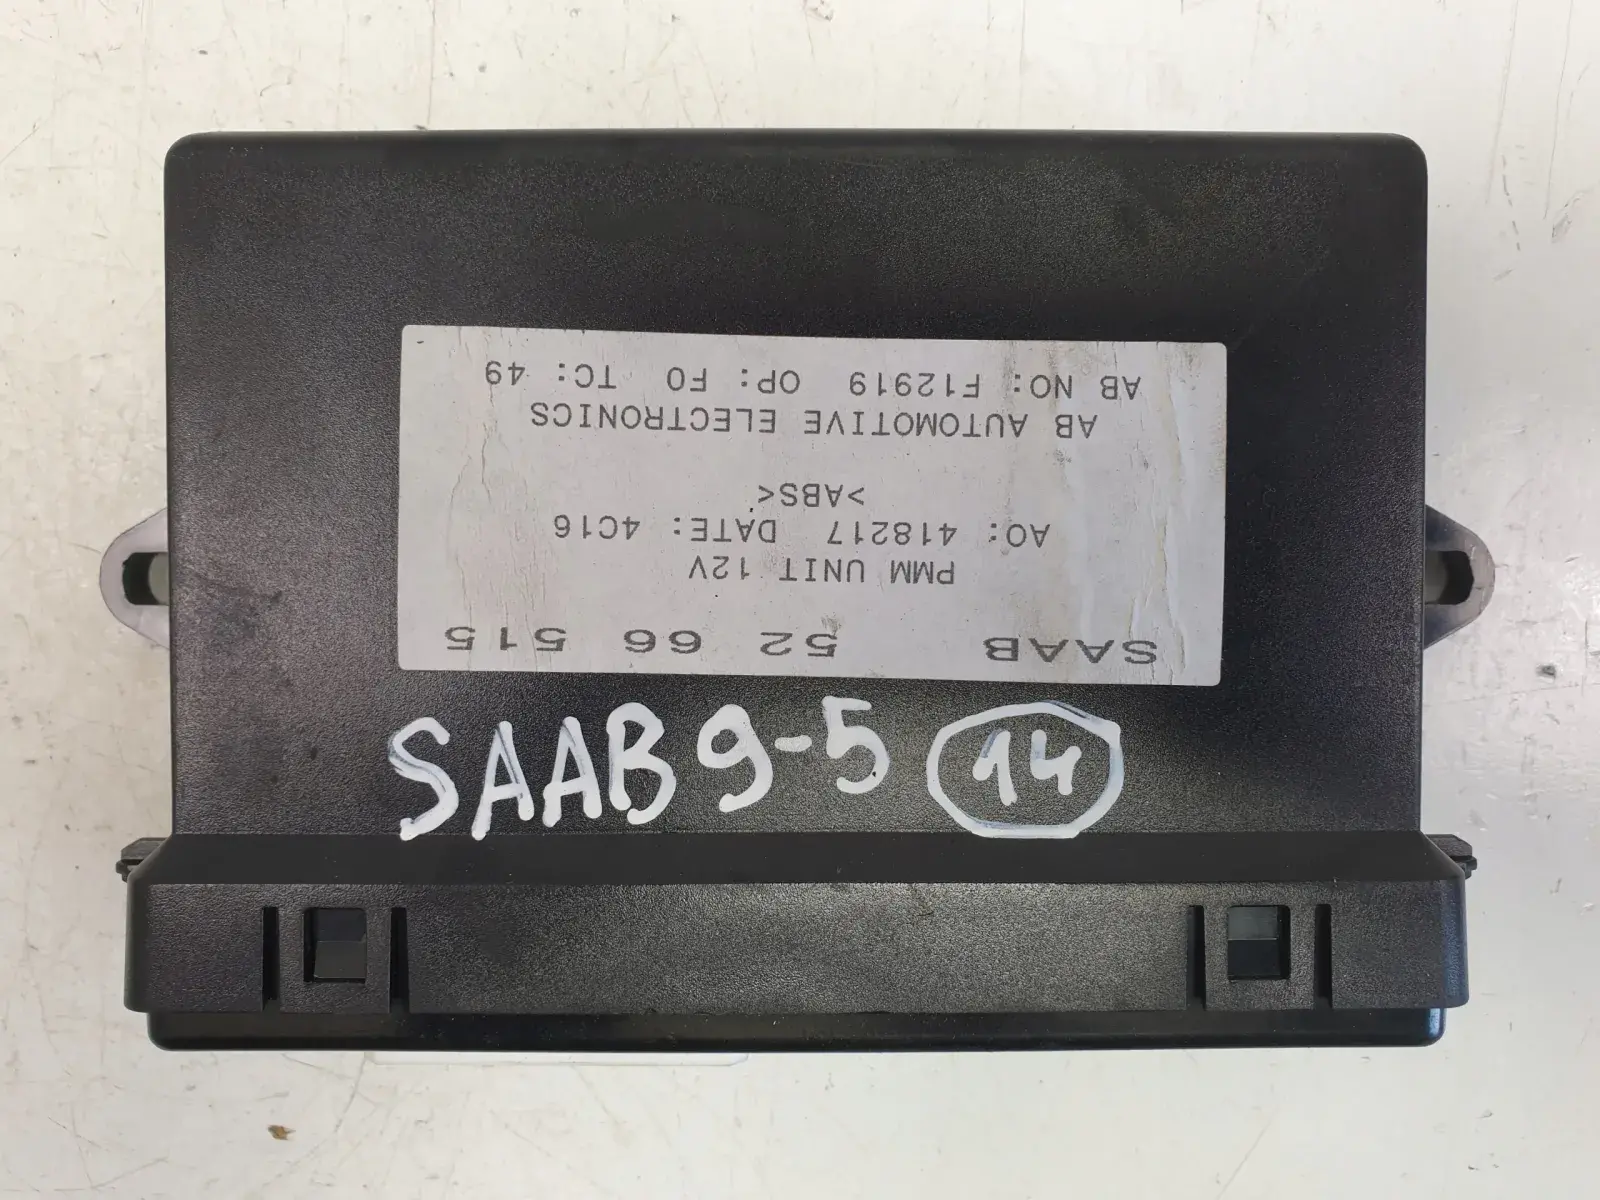 SAAB 52 66 515
PMM UNIT 12V
AO: 418217 DATE: 4C16
>ABS<
AB AUTOMOTIVE ELECTRONICS
AB NO: F12919 OP: F0 TC: 49
SAAB 9-5 14